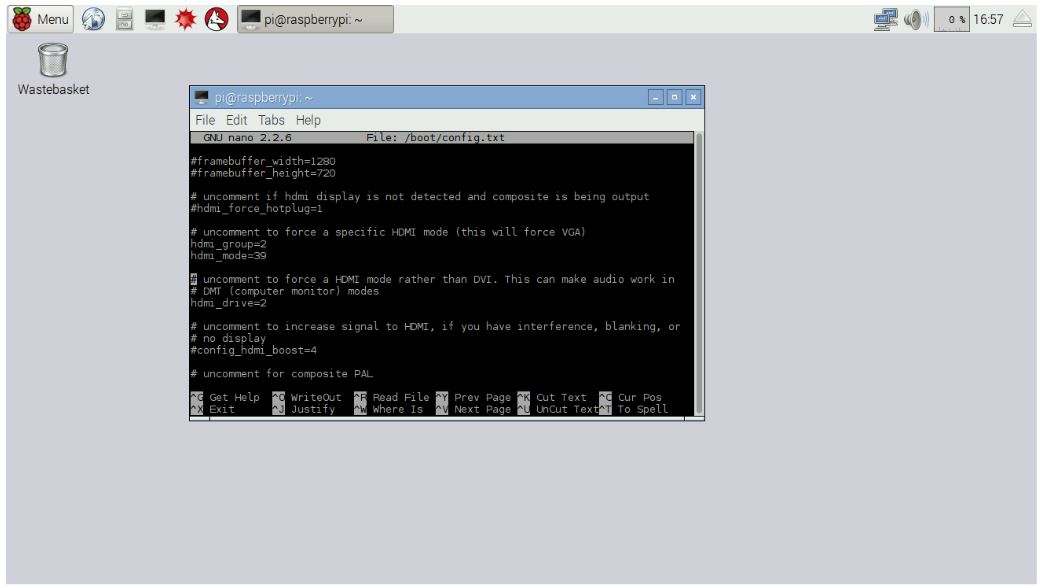 Menu
pi@raspberrypi: ~
0 %
16:57
Wastebasket
pi@raspberrypi: ~
File Edit Tabs Help
GNU nano 2.2.6 File: /boot/config.txt
#framebuffer_width=1280
#framebuffer_height=720
# uncomment if hdmi display is not detected and composite is being output
#hdmi_force_hotplug=1
# uncomment to force a specific HDMI mode (this will force VGA)
hdmi_group=2
hdmi_mode=39
# uncomment to force a HDMI mode rather than DVI. This can make audio work in
# DMT (computer monitor) modes
hdmi_drive=2
# uncomment to increase signal to HDMI, if you have interference, blanking, or
# no display
#config_hdmi_boost=4
# uncomment for composite PAL
^G Get Help ^O WriteOut ^R Read File ^Y Prev Page ^K Cut Text ^C Cur Pos
^X Exit ^J Justify ^W Where Is ^V Next Page ^U UnCut Text ^T To Spell